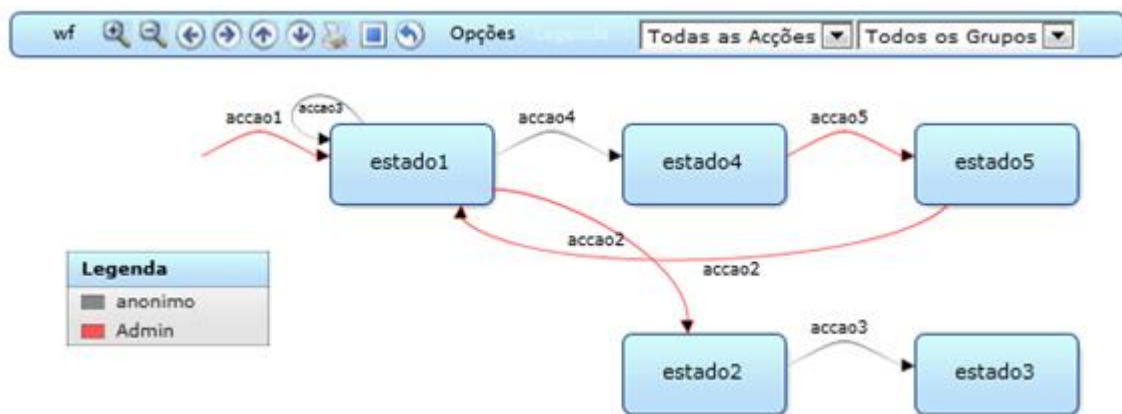 wf Opções Legenda Todas as Acções Todos os Grupos
accao1 accao3 accao4 accao5
estado1 estado4 estado5
accao2
accao2
Legenda
anonimo
Admin
accao3
estado2 estado3